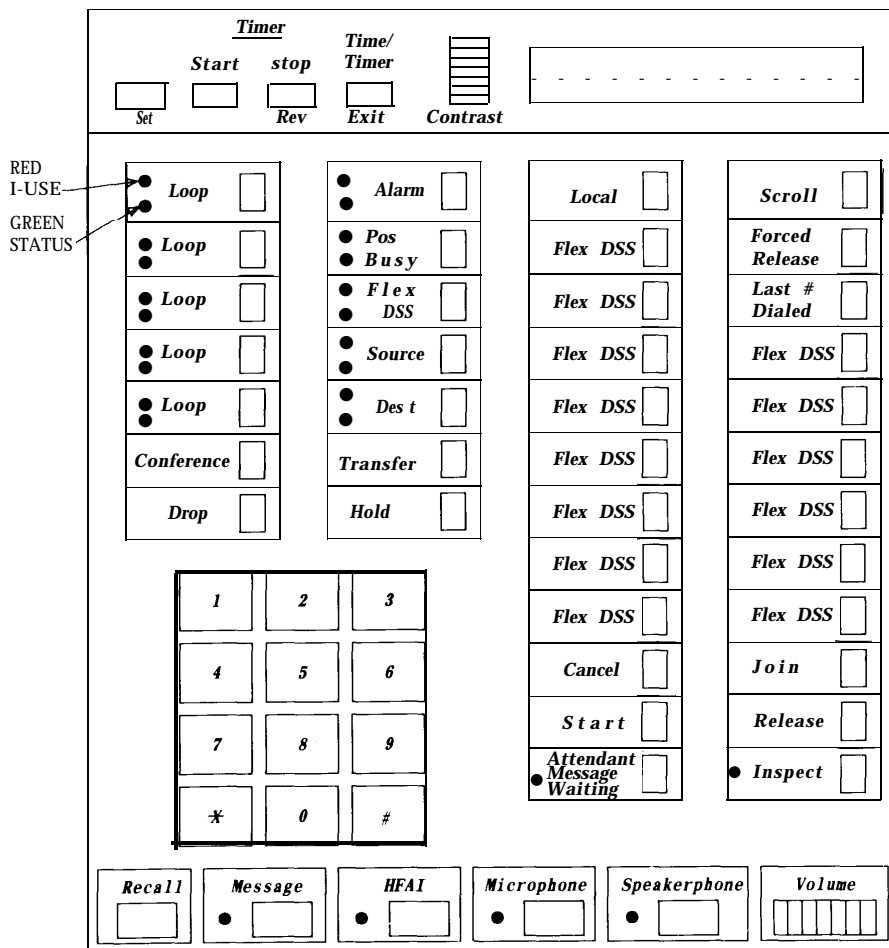 Timer
Start
stop
Time/
Timer
Set
Rev
Exit
Contrast
- - - - - - - - - - - - -
RED
I-USE
GREEN
STATUS
Loop
Loop
Loop
Loop
Loop
Conference
Drop
Alarm
Pos
Busy
Flex
DSS
Source
Des t
Transfer
Hold
Local
Flex DSS
Flex DSS
Flex DSS
Flex DSS
Flex DSS
Flex DSS
Flex DSS
Flex DSS
Cancel
Start
Attendant
Message
Waiting
Scroll
Forced
Release
Last #
Dialed
Flex DSS
Flex DSS
Flex DSS
Flex DSS
Flex DSS
Flex DSS
Join
Release
Inspect
1 2 3
4 5 6
7 8 9
X 0 #
Recall
Message
HFAI
Microphone
Speakerphone
Volume